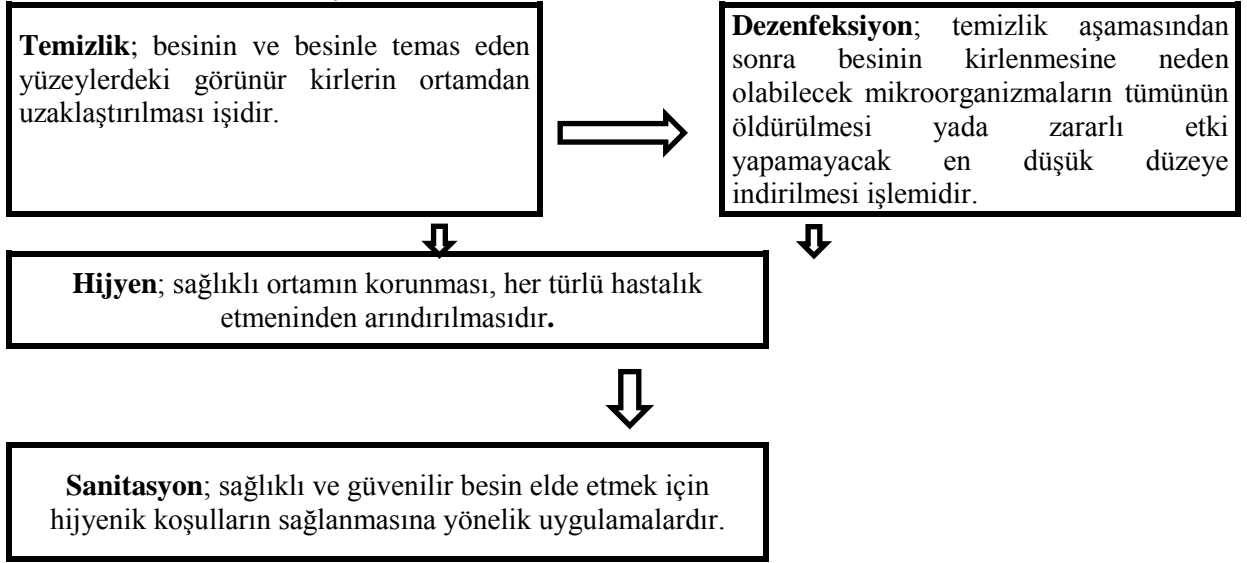 Temizlik; besinin ve besinle temas eden
yüzeylerdeki görünür kirlerin ortamdan
uzaklaştırılması işidir.
Dezenfeksiyon; temizlik aşamasından
sonra besinin kirlenmesine neden
olabilecek mikroorganizmaların tümünün
öldürülmesi yada zararlı etki
yapamayacak en düşük düzeye
indirilmesi işlemidir.
Hijyen; sağlıklı ortamın korunması, her türlü hastalık
etmeninden arındırılmasıdır.
Sanitasyon; sağlıklı ve güvenilir besin elde etmek için
hijyenik koşulların sağlanmasına yönelik uygulamalardır.